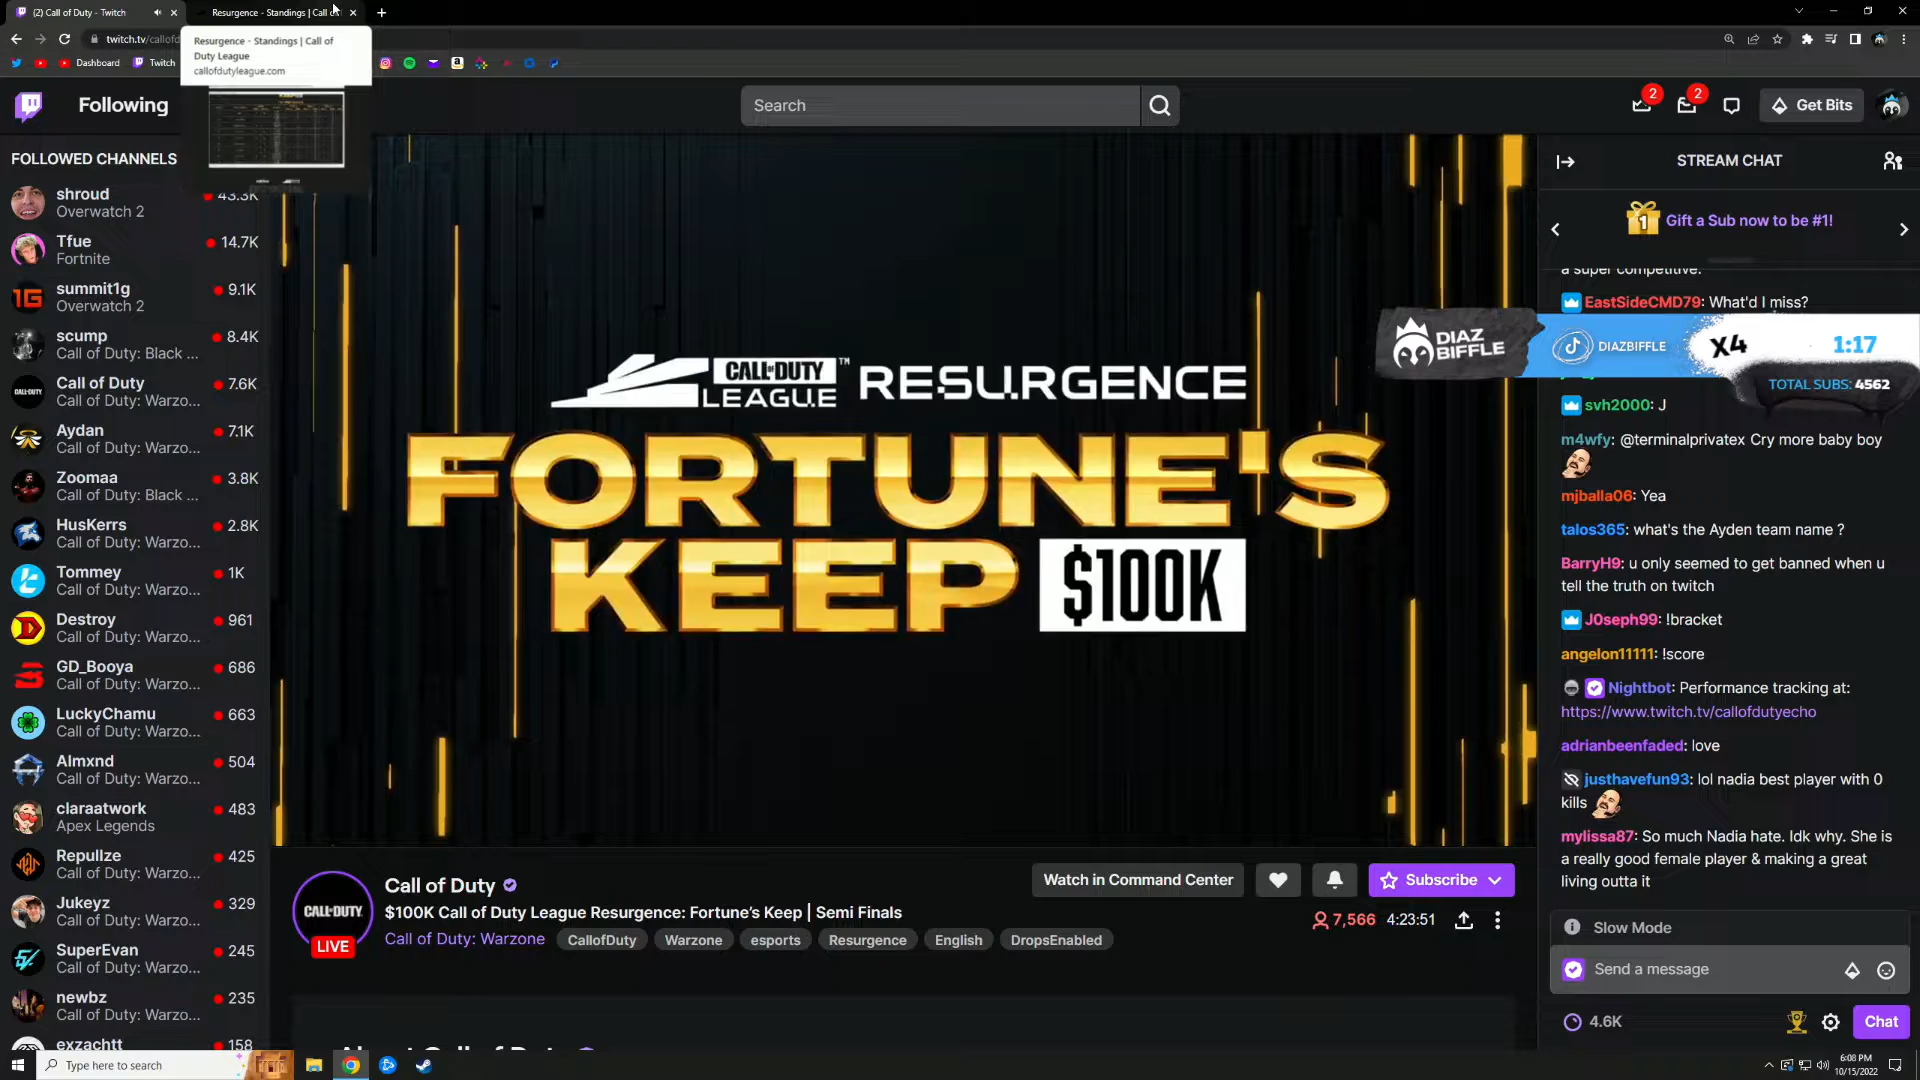 (2) Call of Duty - Twitch
Resurgence - Standings | Call of
twitch.tv/callofd
Resurgence - Standings | Call of
Duty League
callofdutyleague.com
Dashboard
Twitch
Following
Search
2
2
Get Bits
FOLLOWED CHANNELS
shroud
Overwatch 2
43.3K
Tfue
Fortnite
14.7K
summit1g
Overwatch 2
9.1K
scump
Call of Duty: Black ...
8.4K
Call of Duty
Call of Duty: Warzo...
7.6K
Aydan
Call of Duty: Warzo...
7.1K
Zoomaa
Call of Duty: Black ...
3.8K
HusKerrs
Call of Duty: Warzo...
2.8K
Tommey
Call of Duty: Warzo...
1K
Destroy
Call of Duty: Warzo...
961
GD_Booya
Call of Duty: Warzo...
686
LuckyChamu
Call of Duty: Warzo...
663
Almxnd
Call of Duty: Warzo...
504
claraatwork
Apex Legends
483
Repullze
Call of Duty: Warzo...
425
Jukeyz
Call of Duty: Warzo...
329
SuperEvan
Call of Duty: Warzo...
245
newbz
Call of Duty: Warzo...
235
exzachtt
158
CALL OF DUTY
LEAGUE™
RESURGENCE
FORTUNE'S
KEEP $100K
CALL·DUTY
LIVE
Call of Duty
$100K Call of Duty League Resurgence: Fortune's Keep | Semi Finals
Call of Duty: Warzone
CallofDuty
Warzone
esports
Resurgence
English
DropsEnabled
Watch in Command Center
Subscribe
7,566
4:23:51
STREAM CHAT
1
Gift a Sub now to be #1!
a super competitive.
EastSideCMD79: What'd I miss?
DIAZ
BIFFLE
DIAZBIFFLE
X4
1:17
TOTAL SUBS: 4562
svh2000: J
m4wfy: @terminalprivatex Cry more baby boy
mjballa06: Yea
talos365: what's the Ayden team name ?
BarryH9: u only seemed to get banned when u
tell the truth on twitch
J0seph99: !bracket
angelon11111: !score
Nightbot: Performance tracking at:
https://www.twitch.tv/callofdutyecho
adrianbeenfaded: love
justhavefun93: lol nadia best player with 0
kills
mylissa87: So much Nadia hate. Idk why. She is
a really good female player & making a great
living outta it
Slow Mode
Send a message
4.6K
Chat
Type here to search
6:08 PM
10/15/2022